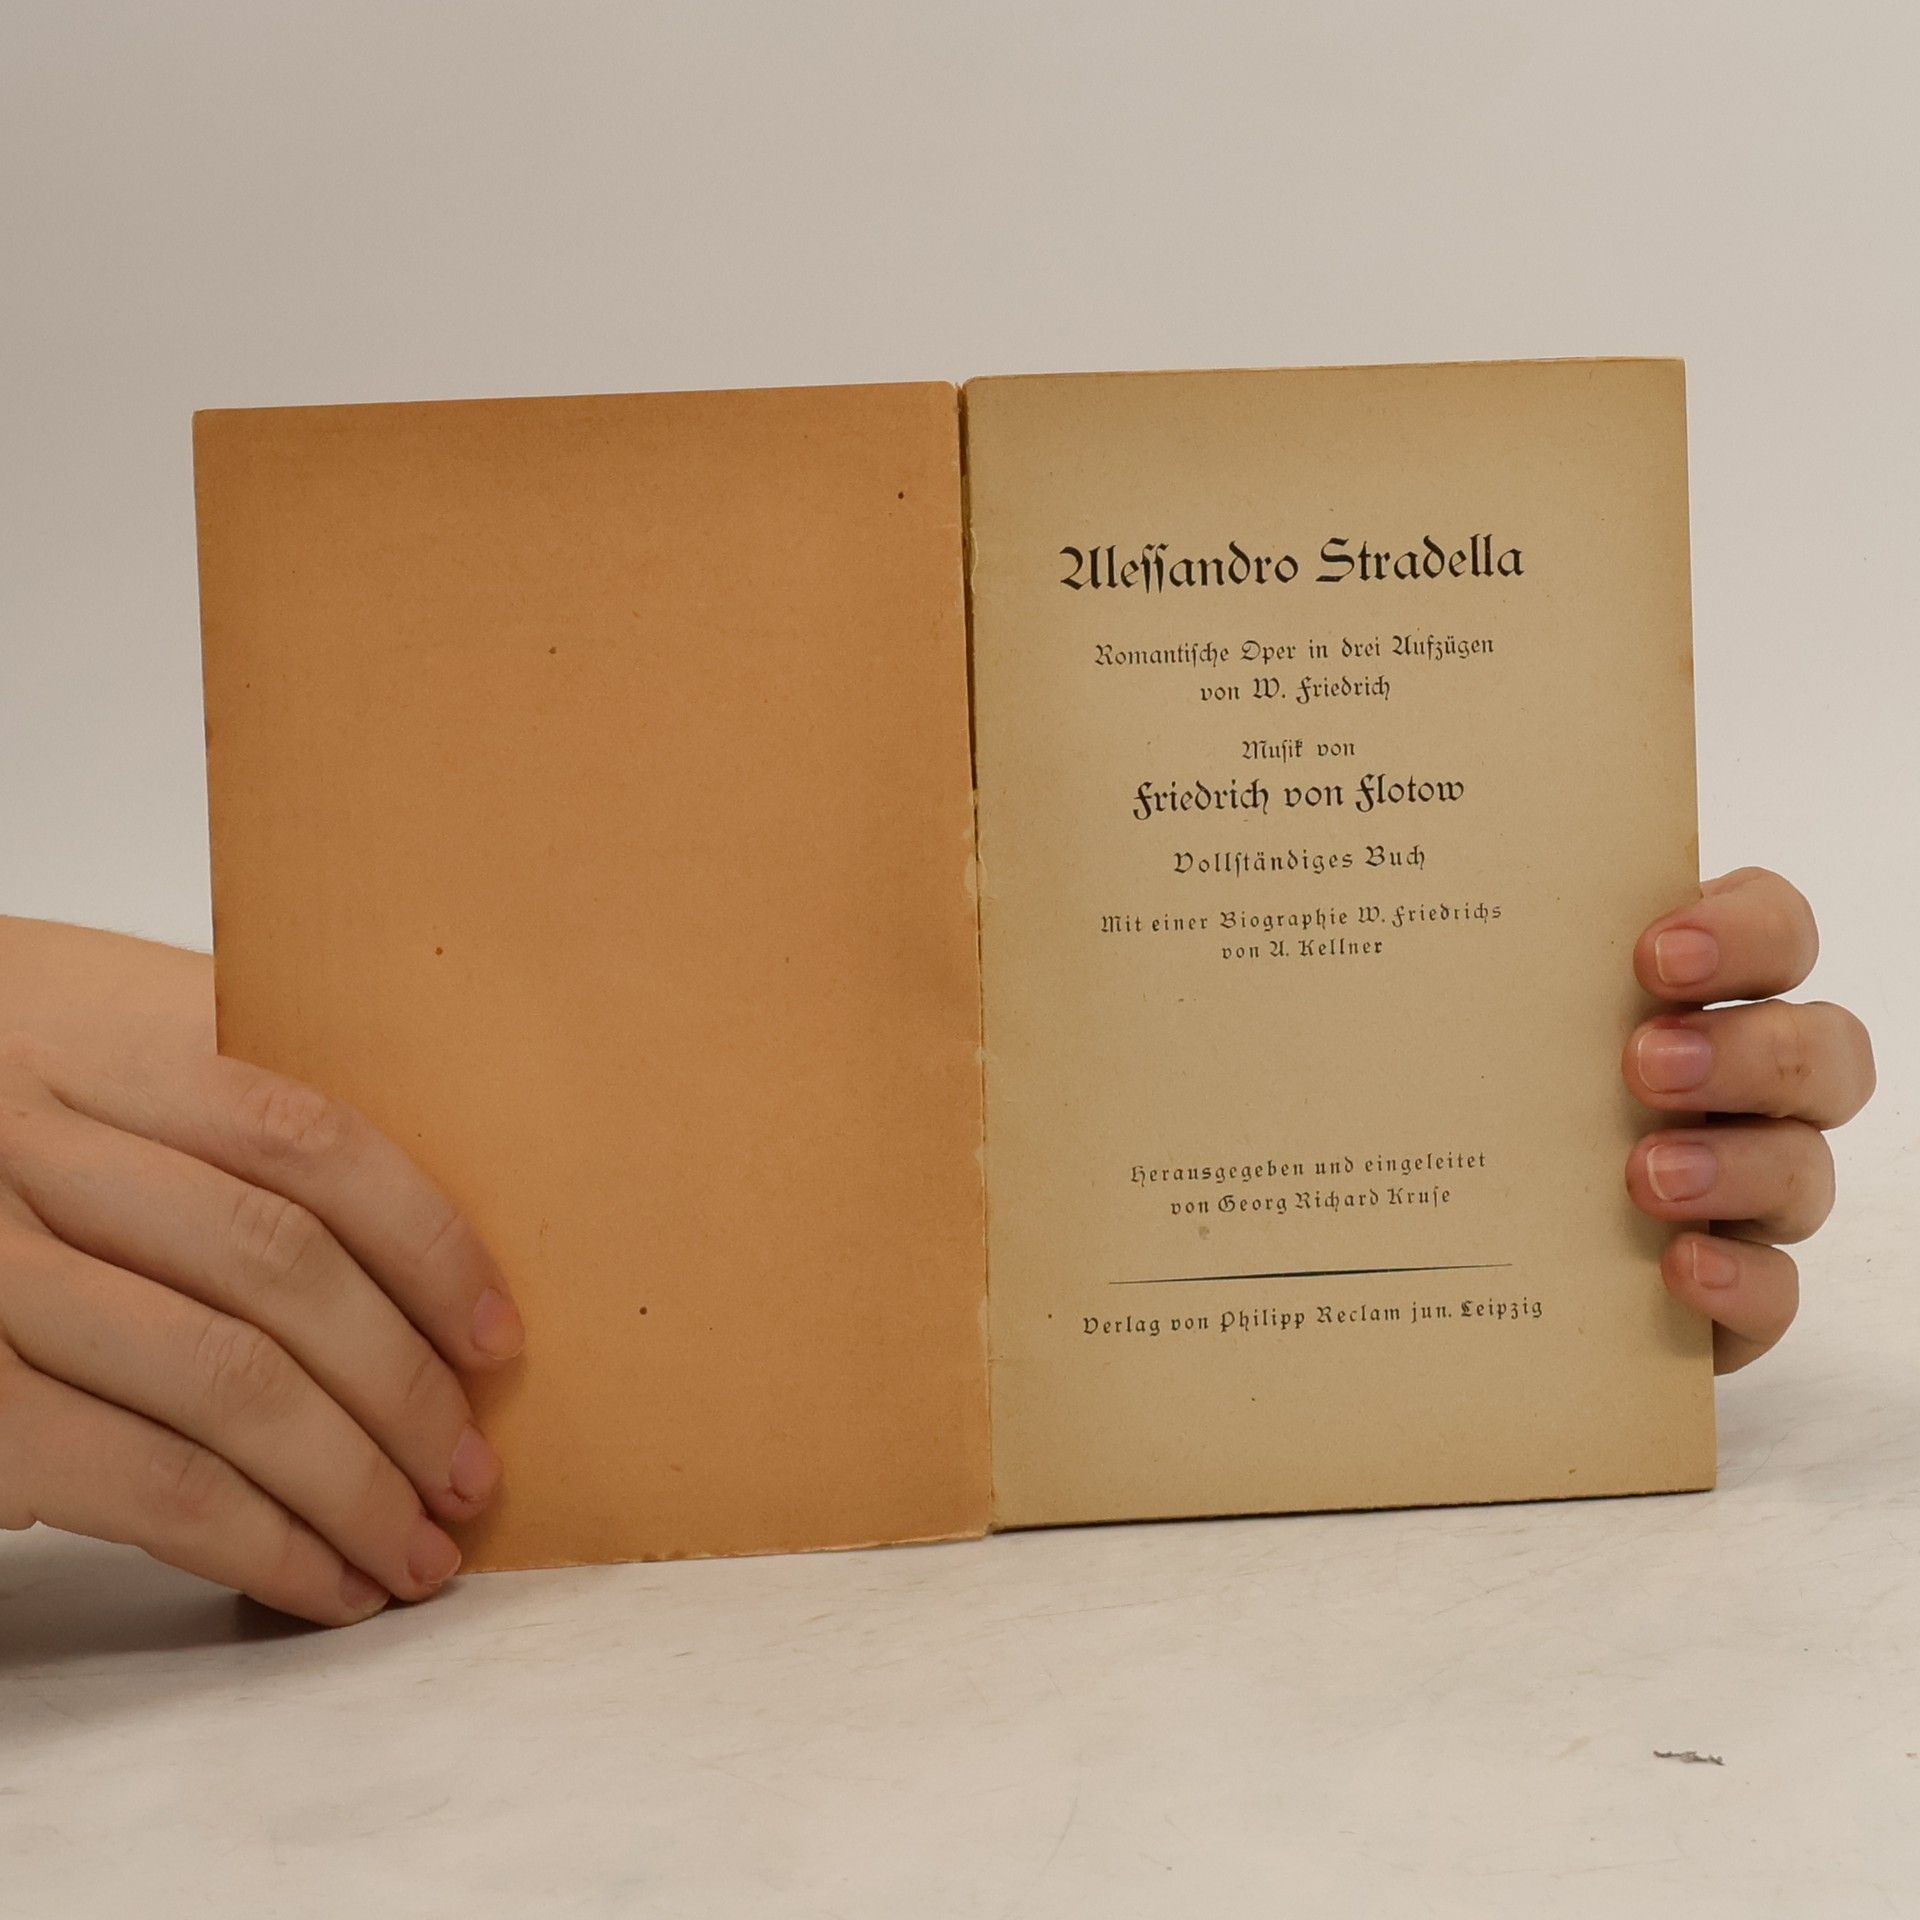 Alessandro Stradella
Romantische Oper in drei Aufzügen
von W. Friedrich
Musik von
Friedrich von Flotow
Vollständiges Buch
Mit einer Biographie W. Friedrichs
von A. Kellner
Herausgegeben und eingeleitet
von Georg Richard Kruse
Verlag von Philipp Reclam jun. Leipzig